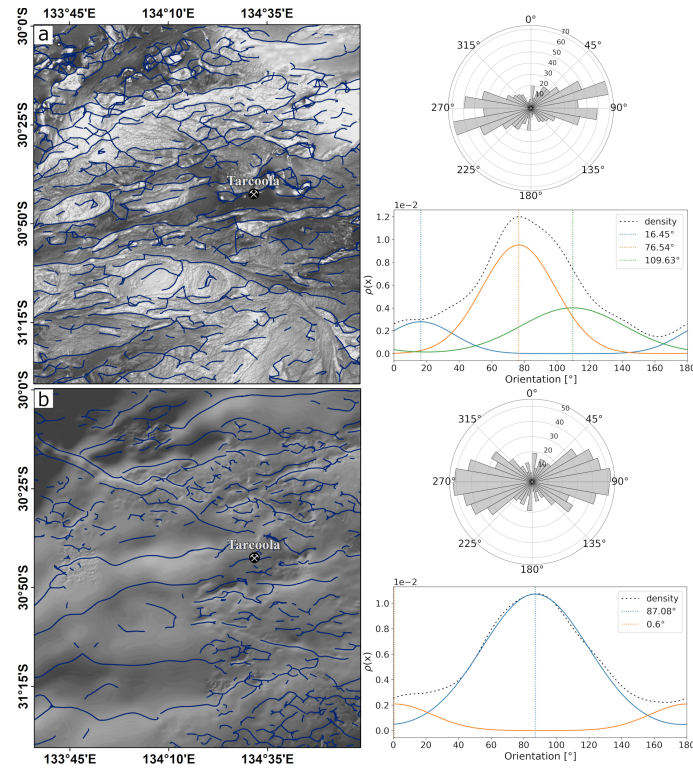 133°45'E 134°10'E 134°35'E
a
30°0'S
30°25'S
30°50'S
31°15'S
Tarcoola
0°
45°
90°
135°
180°
225°
270°
315°
10
20
30
40
50
60
70
1e−2
1.2
1.0
0.8
0.6
0.4
0.2
0.0
ρ(x)
density
16.45°
76.54°
109.63°
0 20 40 60 80 100 120 140 160 180
Orientation [°]
b
30°0'S
30°25'S
30°50'S
31°15'S
Tarcoola
133°45'E 134°10'E 134°35'E
0°
45°
90°
135°
180°
225°
270°
315°
10
20
30
40
50
1e−2
1.0
0.8
0.6
0.4
0.2
0.0
ρ(x)
density
87.08°
0.6°
0 20 40 60 80 100 120 140 160 180
Orientation [°]